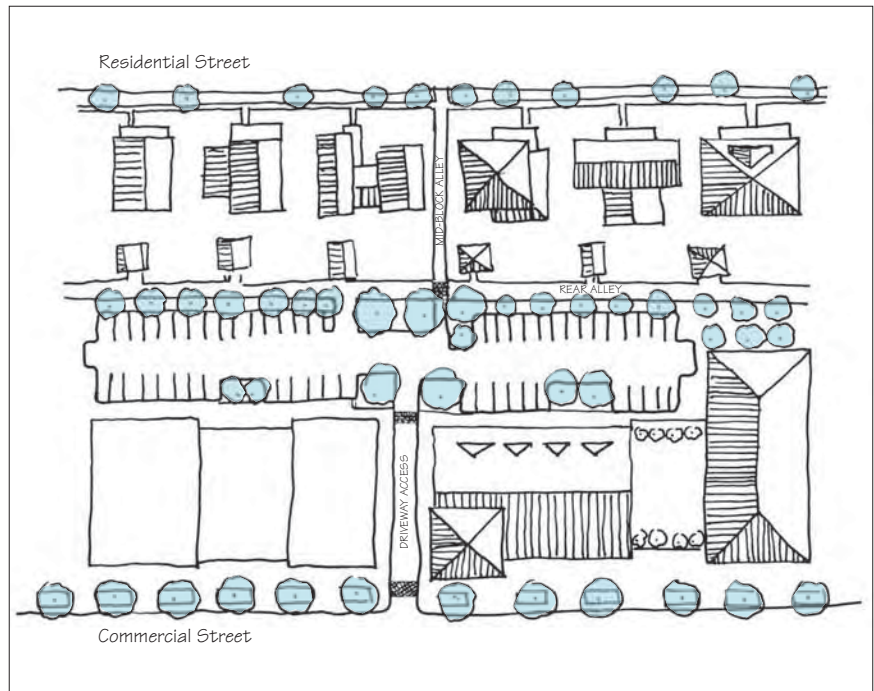 Residential Street
MID-BLOCK ALLEY
REAR ALLEY
DRIVEWAY ACCESS
Commercial Street